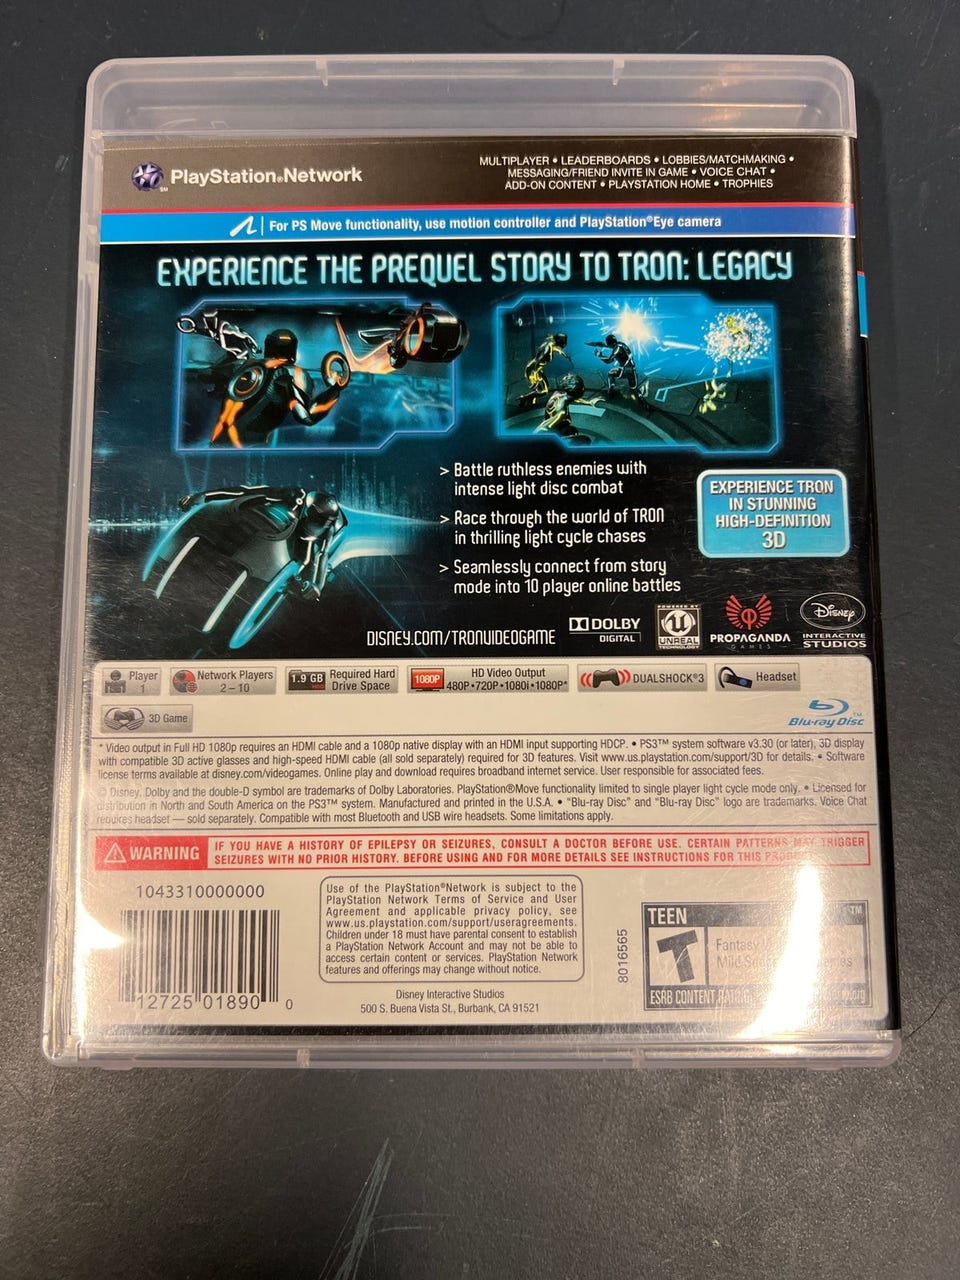 PlayStation®Network
MULTIPLAYER • LEADERBOARDS • LOBBIES/MATCHMAKING •
MESSAGING/FRIEND INVITE IN GAME • VOICE CHAT •
ADD-ON CONTENT • PLAYSTATION HOME • TROPHIES
For PS Move functionality, use motion controller and PlayStation®Eye camera
EXPERIENCE THE PREQUEL STORY TO TRON: LEGACY
> Battle ruthless enemies with
intense light disc combat
> Race through the world of TRON
in thrilling light cycle chases
> Seamlessly connect from story
mode into 10 player online battles
EXPERIENCE TRON
IN STUNNING
HIGH-DEFINITION
3D
DISNEY.COM/TRONVIDEOGAME
DOLBY
DIGITAL
POWERED BY
UNREAL
TECHNOLOGY
PROPAGANDA
GAMES
Disney
INTERACTIVE
STUDIOS
Player
1
Network Players
2 – 10
1.9 GB
HDD
Required Hard
Drive Space
1080P
HD Video Output
480P•720P•1080i•1080P*
DUALSHOCK®3
Headset
3D Game
Blu-ray Disc™
* Video output in Full HD 1080p requires an HDMI cable and a 1080p native display with an HDMI input supporting HDCP. • PS3™ system software v3.30 (or later), 3D display
with compatible 3D active glasses and high-speed HDMI cable (all sold separately) required for 3D features. Visit www.us.playstation.com/support/3D for details. • Software
license terms available at disney.com/videogames. Online play and download requires broadband internet service. User responsible for associated fees.
© Disney. Dolby and the double-D symbol are trademarks of Dolby Laboratories. PlayStation®Move functionality limited to single player light cycle mode only. • Licensed for
distribution in North and South America on the PS3™ system. Manufactured and printed in the U.S.A. • "Blu-ray Disc" and "Blu-ray Disc" logo are trademarks. Voice Chat
requires headset — sold separately. Compatible with most Bluetooth and USB wire headsets. Some limitations apply.
WARNING
IF YOU HAVE A HISTORY OF EPILEPSY OR SEIZURES, CONSULT A DOCTOR BEFORE USE. CERTAIN PATTERNS MAY TRIGGER
SEIZURES WITH NO PRIOR HISTORY. BEFORE USING AND FOR MORE DETAILS SEE INSTRUCTIONS FOR THIS PRODUCT
1043310000000
12725 01890 0
Use of the PlayStation®Network is subject to the
PlayStation Network Terms of Service and User
Agreement and applicable privacy policy, see
www.us.playstation.com/support/useragreements.
Children under 18 must have parental consent to establish
a PlayStation Network Account and may not be able to
access certain content or services. PlayStation Network
features and offerings may change without notice.
Disney Interactive Studios
500 S. Buena Vista St., Burbank, CA 91521
8016565
TEEN
T
Fantasy
Mild
ESRB CONTENT RATING